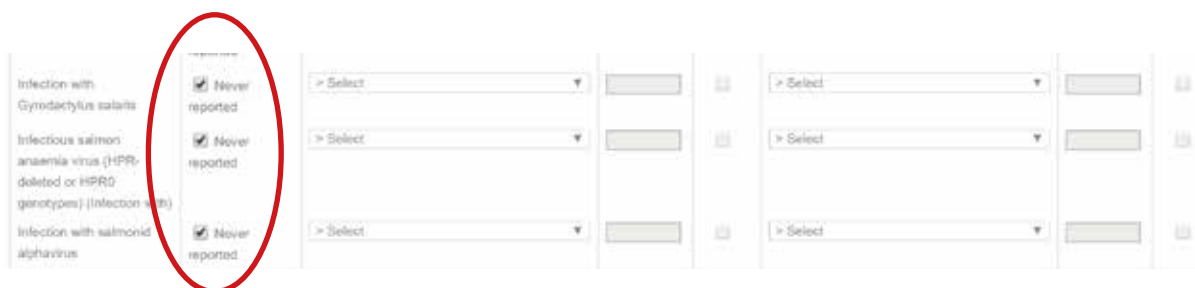 Infection with
Gyrodactylus salaris
Never
reported
> Select
> Select
Infectious salmon
anaemia virus (HPR-
deleted or HPR0
genotypes) (Infection with)
Never
reported
> Select
> Select
Infection with salmonid
alphavirus
Never
reported
> Select
> Select